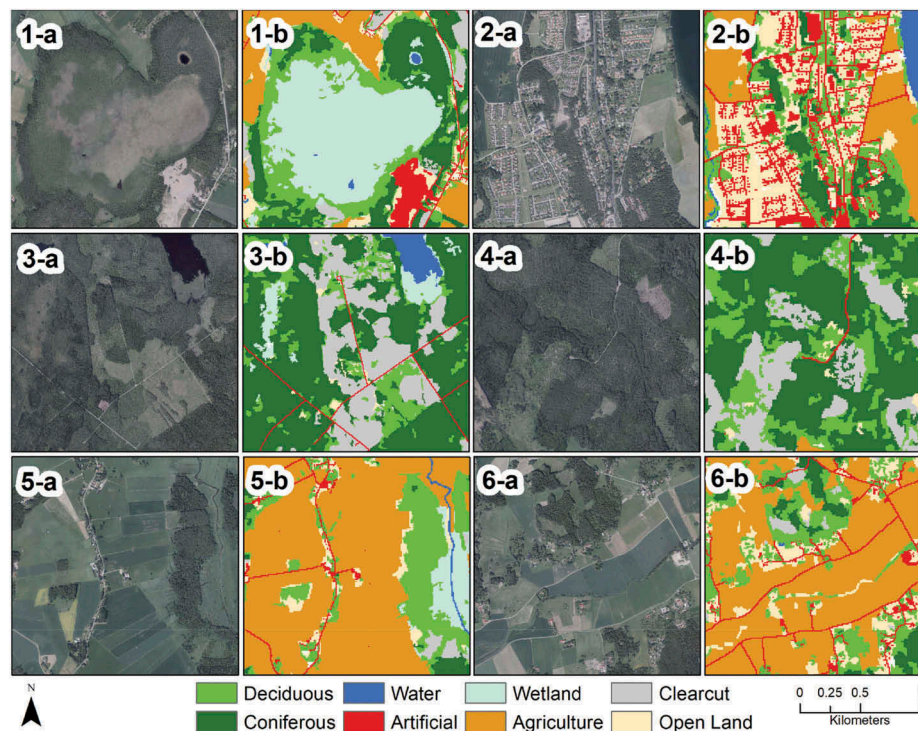 1-a 1-b 2-a 2-b
3-a 3-b 4-a 4-b
5-a 5-b 6-a 6-b
N
Deciduous Water Wetland Clearcut
Coniferous Artificial Agriculture Open Land
0 0.25 0.5
Kilometers